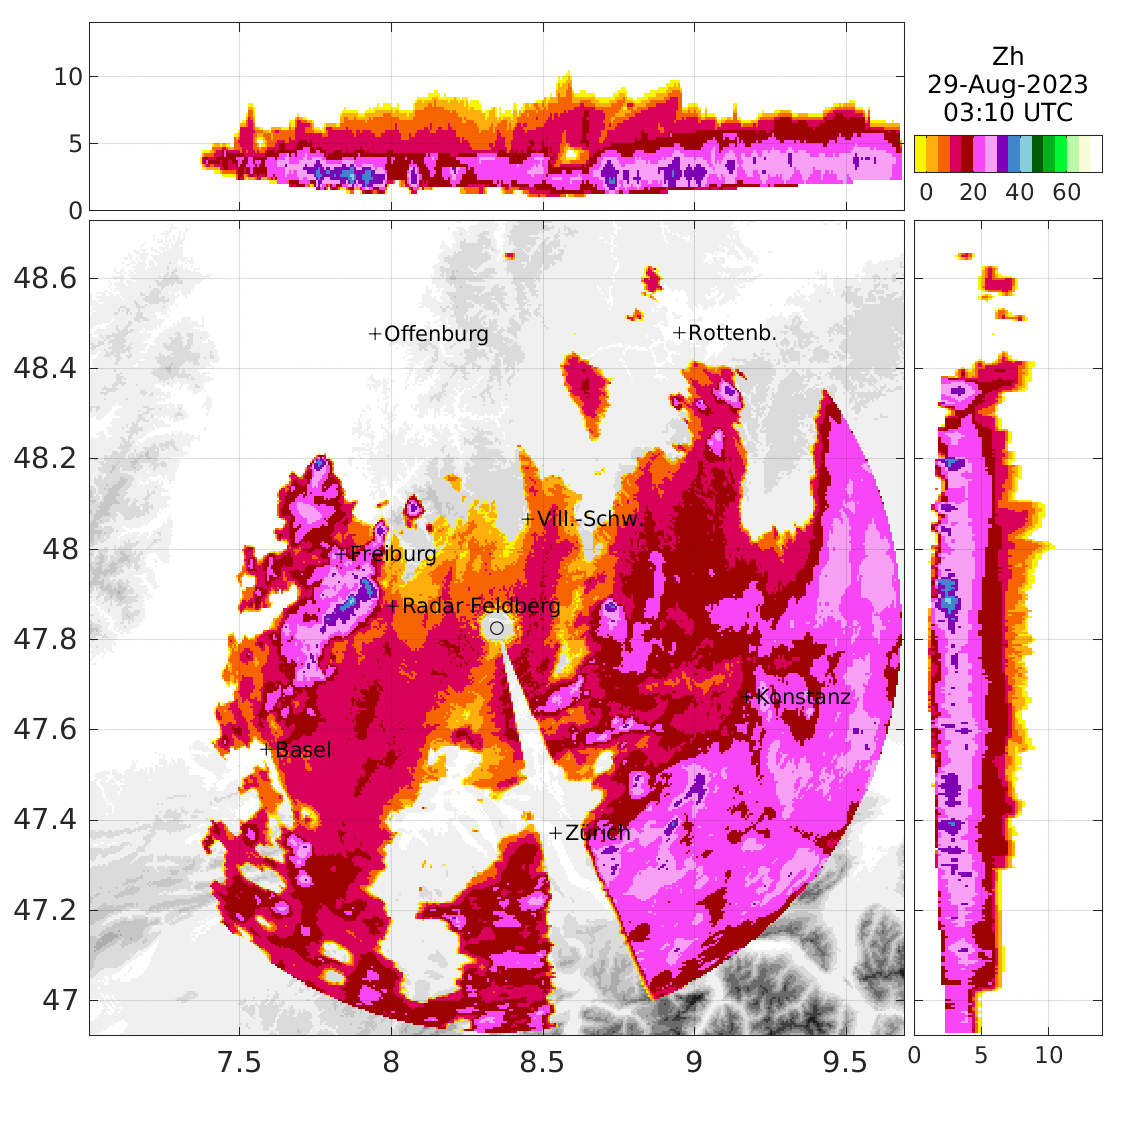 10
5
0
Zh
29-Aug-2023
03:10 UTC
0 20 40 60
48.6
48.4
48.2
48
47.8
47.6
47.4
47.2
47
+Offenburg
+Rottenb.
+Vill.-Schw.
+Freiburg
+Radar Feldberg
+Konstanz
+Basel
+Zürich
7.5 8 8.5 9 9.5
0 5 10